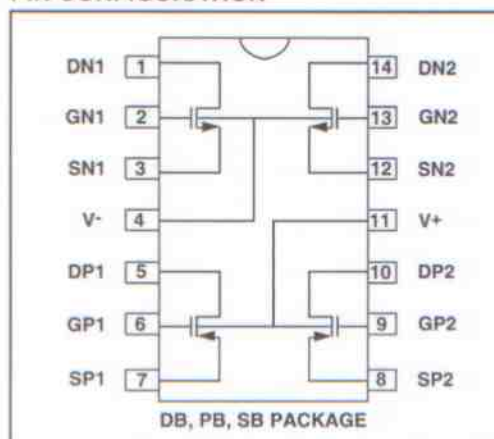 DN1 1 14 DN2
GN1 2 13 GN2
SN1 3 12 SN2
V- 4 11 V+
DP1 5 10 DP2
GP1 6 9 GP2
SP1 7 8 SP2
DB, PB, SB PACKAGE